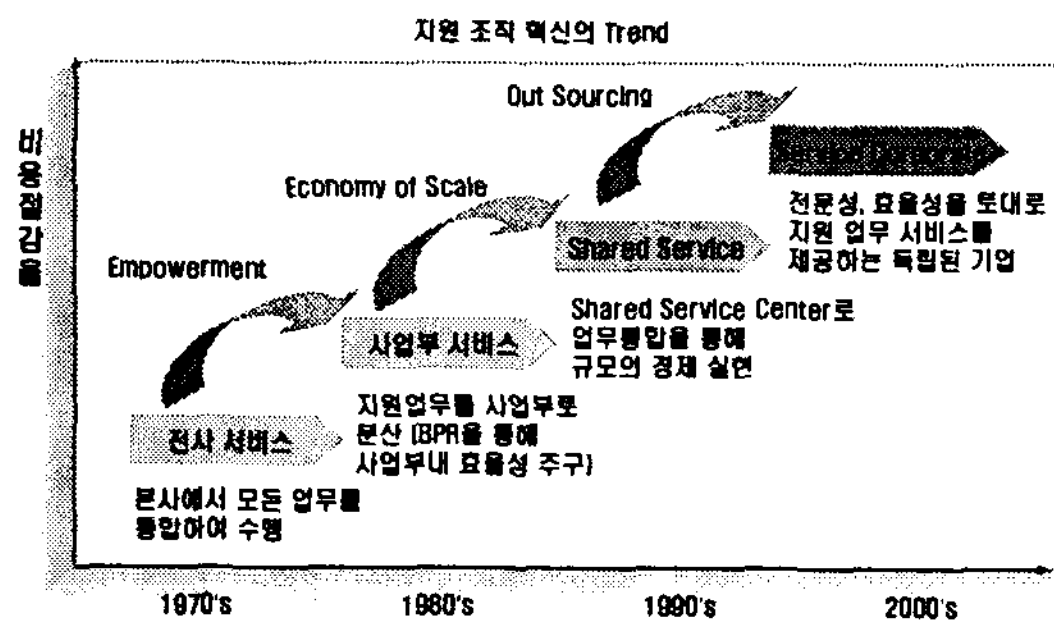 지원 조직 혁신의 Trend
비용절감율
Out Sourcing
Economy of Scale
전문성, 효율성을 토대로
지원 업무 서비스를
제공하는 독립된 기업
Shared Service
Empowerment
Shared Service Center로
업무통합을 통해
규모의 경제 실현
사업부 서비스
지원업무를 사업부로
분산 (BPR을 통해
사업부내 효율성 추구)
전사 서비스
본사에서 모든 업무를
통합하여 수행
1970's
1980's
1990's
2000's